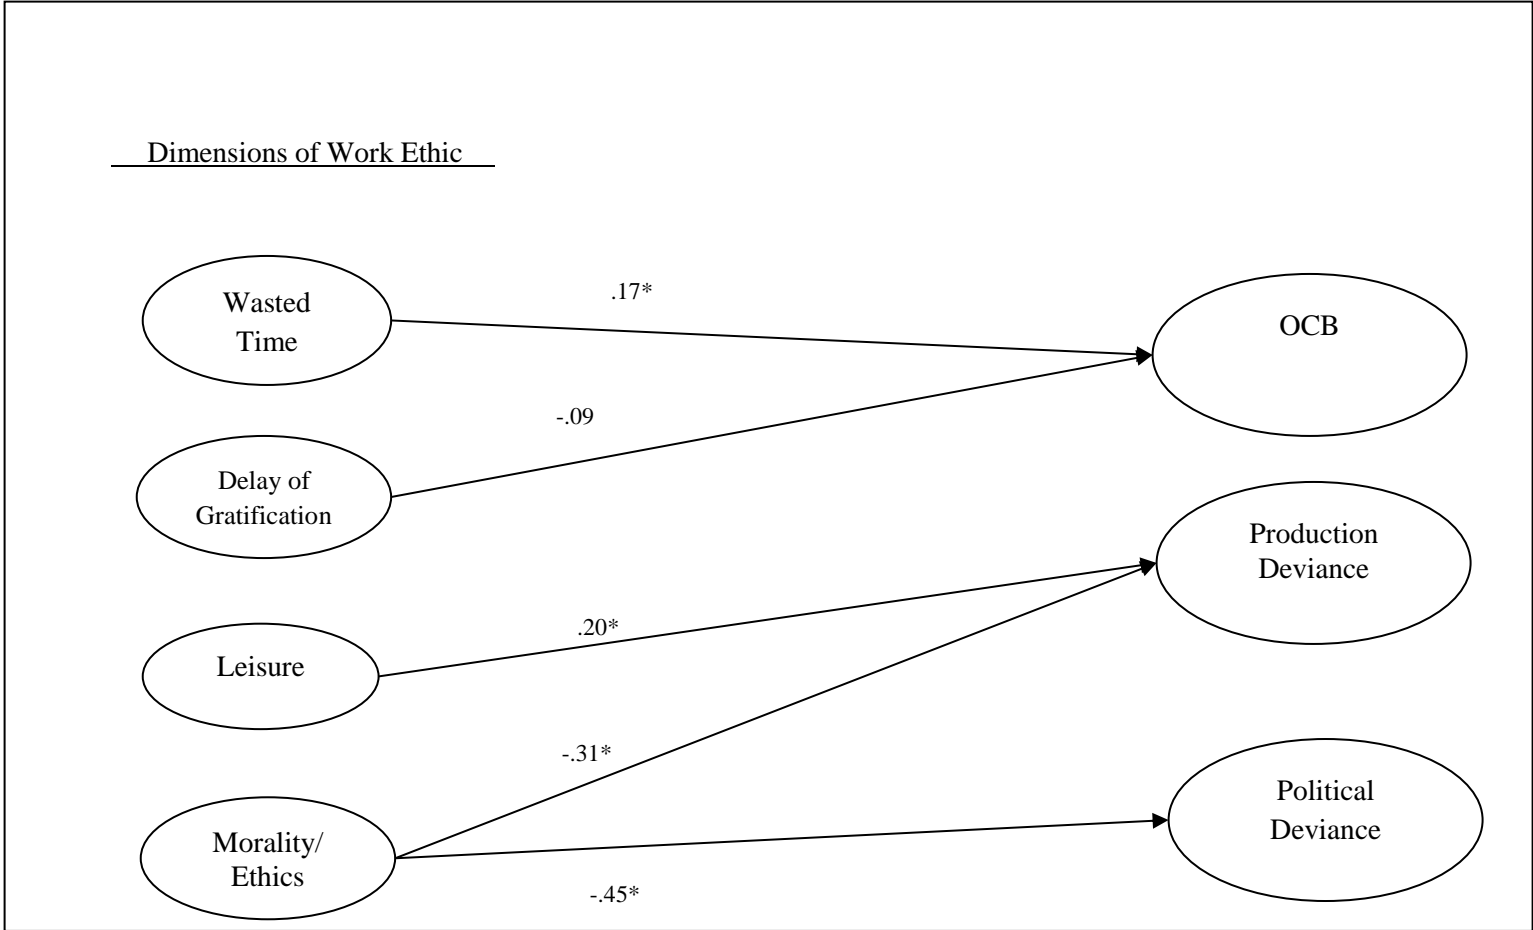 Dimensions of Work Ethic
Wasted
Time
.17*
OCB
-.09
Delay of
Gratification
Production
Deviance
Leisure
.20*
-.31*
Political
Deviance
Morality/
Ethics
-.45*